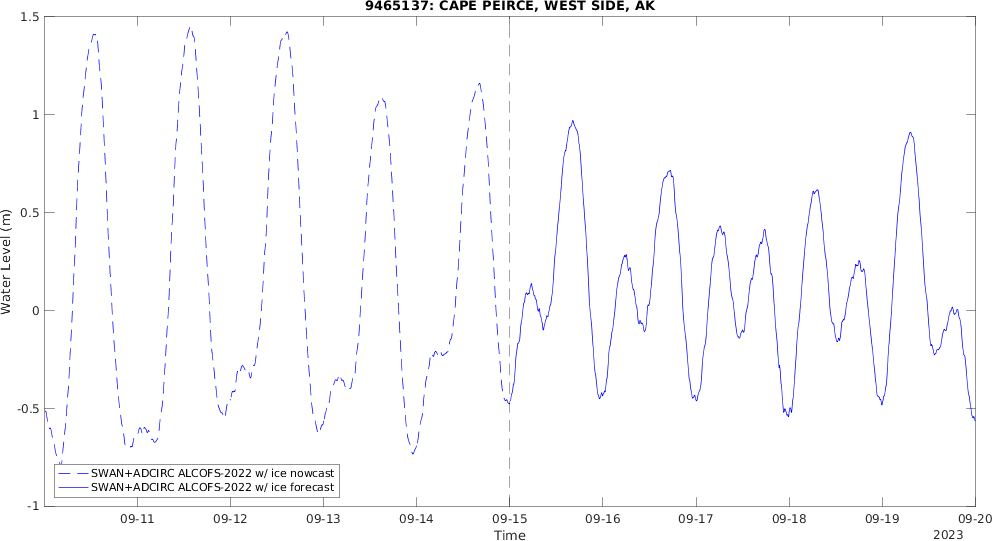 9465137: CAPE PEIRCE, WEST SIDE, AK
Water Level (m)
1.5
1
0.5
0
-0.5
-1
SWAN+ADCIRC ALCOFS-2022 w/ ice nowcast
SWAN+ADCIRC ALCOFS-2022 w/ ice forecast
09-11 09-12 09-13 09-14 09-15 09-16 09-17 09-18 09-19 09-20
Time
2023